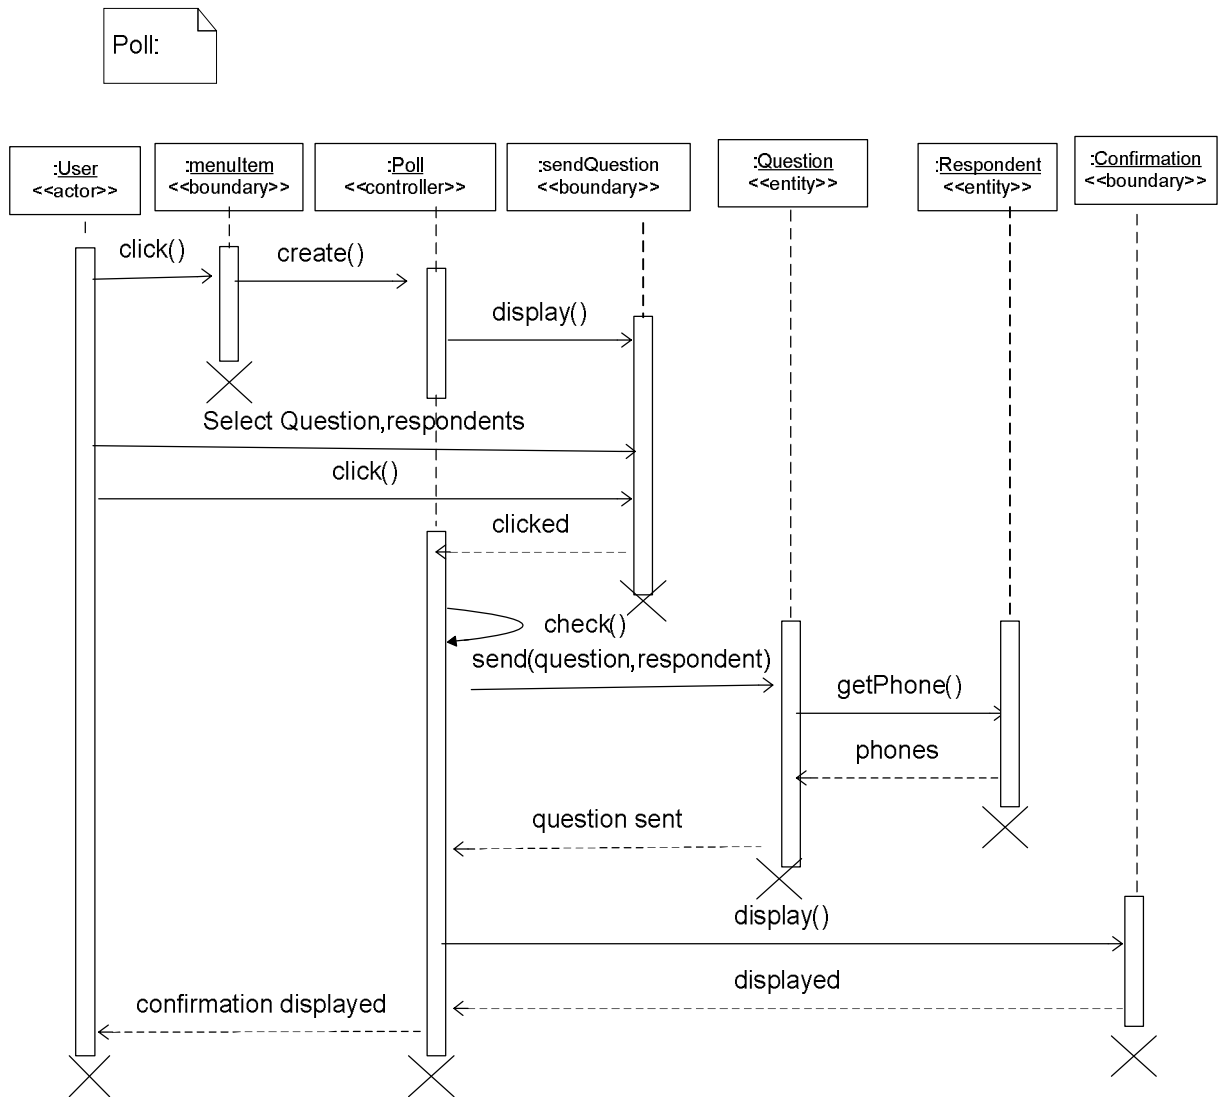 Poll:
:User
<<actor>>
:menuItem
<<boundary>>
:Poll
<<controller>>
:sendQuestion
<<boundary>>
:Question
<<entity>>
:Respondent
<<entity>>
:Confirmation
<<boundary>>
click()
create()
display()
Select Question,respondents
click()
clicked
check()
send(question,respondent)
getPhone()
phones
question sent
display()
displayed
confirmation displayed